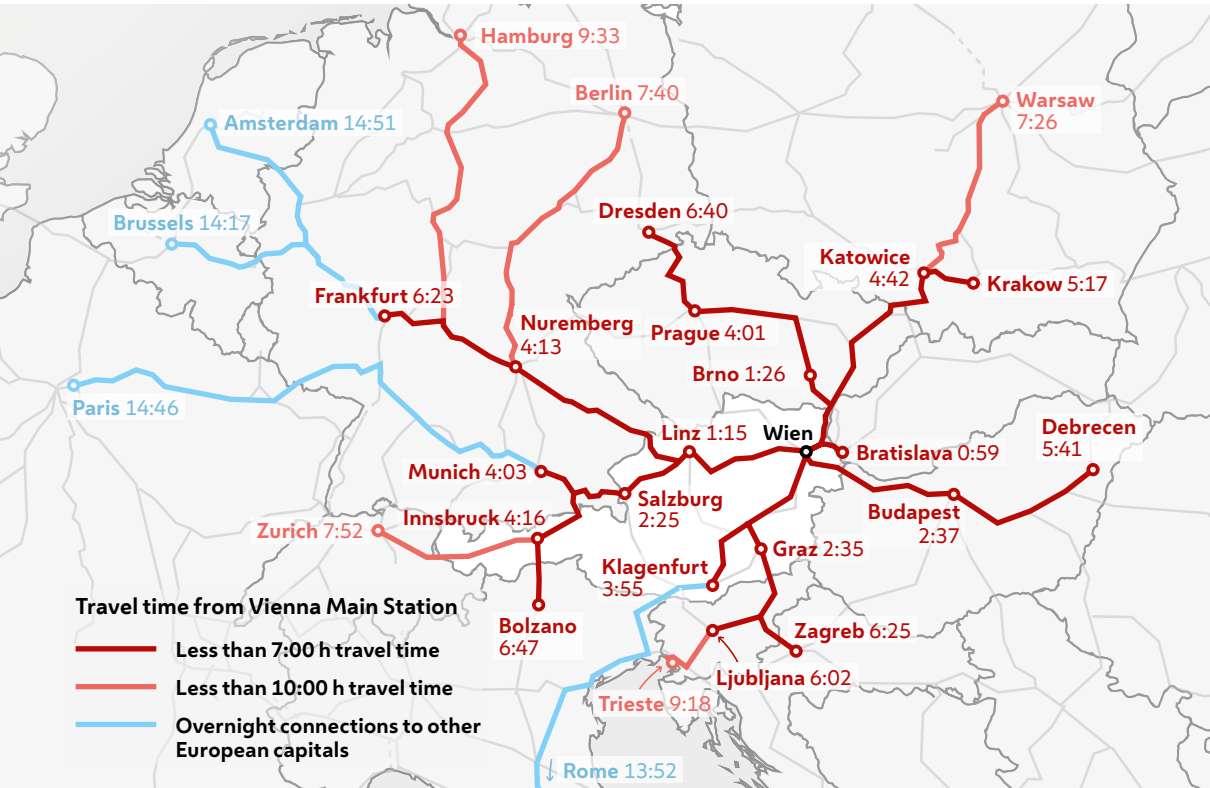 Hamburg 9:33
Berlin 7:40
Warsaw
7:26
Amsterdam 14:51
Dresden 6:40
Brussels 14:17
Katowice
4:42
Krakow 5:17
Frankfurt 6:23
Nuremberg
4:13
Prague 4:01
Brno 1:26
Paris 14:46
Linz 1:15
Wien
Debrecen
5:41
Bratislava 0:59
Munich 4:03
Salzburg
2:25
Budapest
2:37
Innsbruck 4:16
Zurich 7:52
Graz 2:35
Klagenfurt
3:55
Bolzano
6:47
Zagreb 6:25
Ljubljana 6:02
Trieste 9:18
↓ Rome 13:52
Travel time from Vienna Main Station
Less than 7:00 h travel time
Less than 10:00 h travel time
Overnight connections to other
European capitals